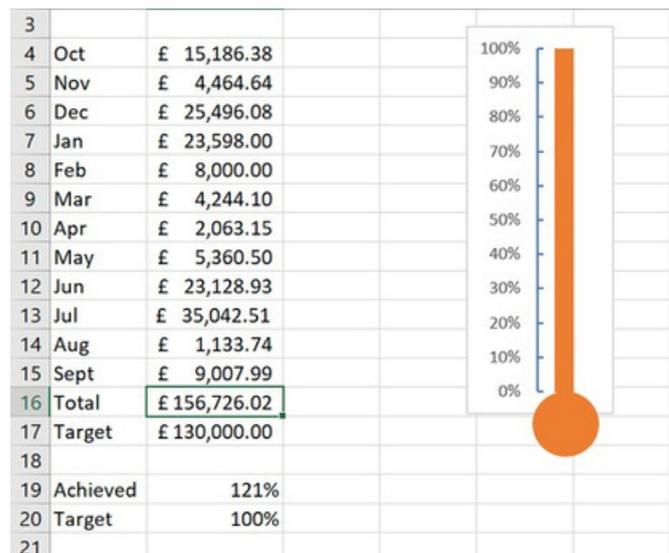 3
4 Oct £ 15,186.38
5 Nov £ 4,464.64
6 Dec £ 25,496.08
7 Jan £ 23,598.00
8 Feb £ 8,000.00
9 Mar £ 4,244.10
10 Apr £ 2,063.15
11 May £ 5,360.50
12 Jun £ 23,128.93
13 Jul £ 35,042.51
14 Aug £ 1,133.74
15 Sept £ 9,007.99
16 Total £ 156,726.02
17 Target £ 130,000.00
18
19 Achieved 121%
20 Target 100%
21
100%
90%
80%
70%
60%
50%
40%
30%
20%
10%
0%